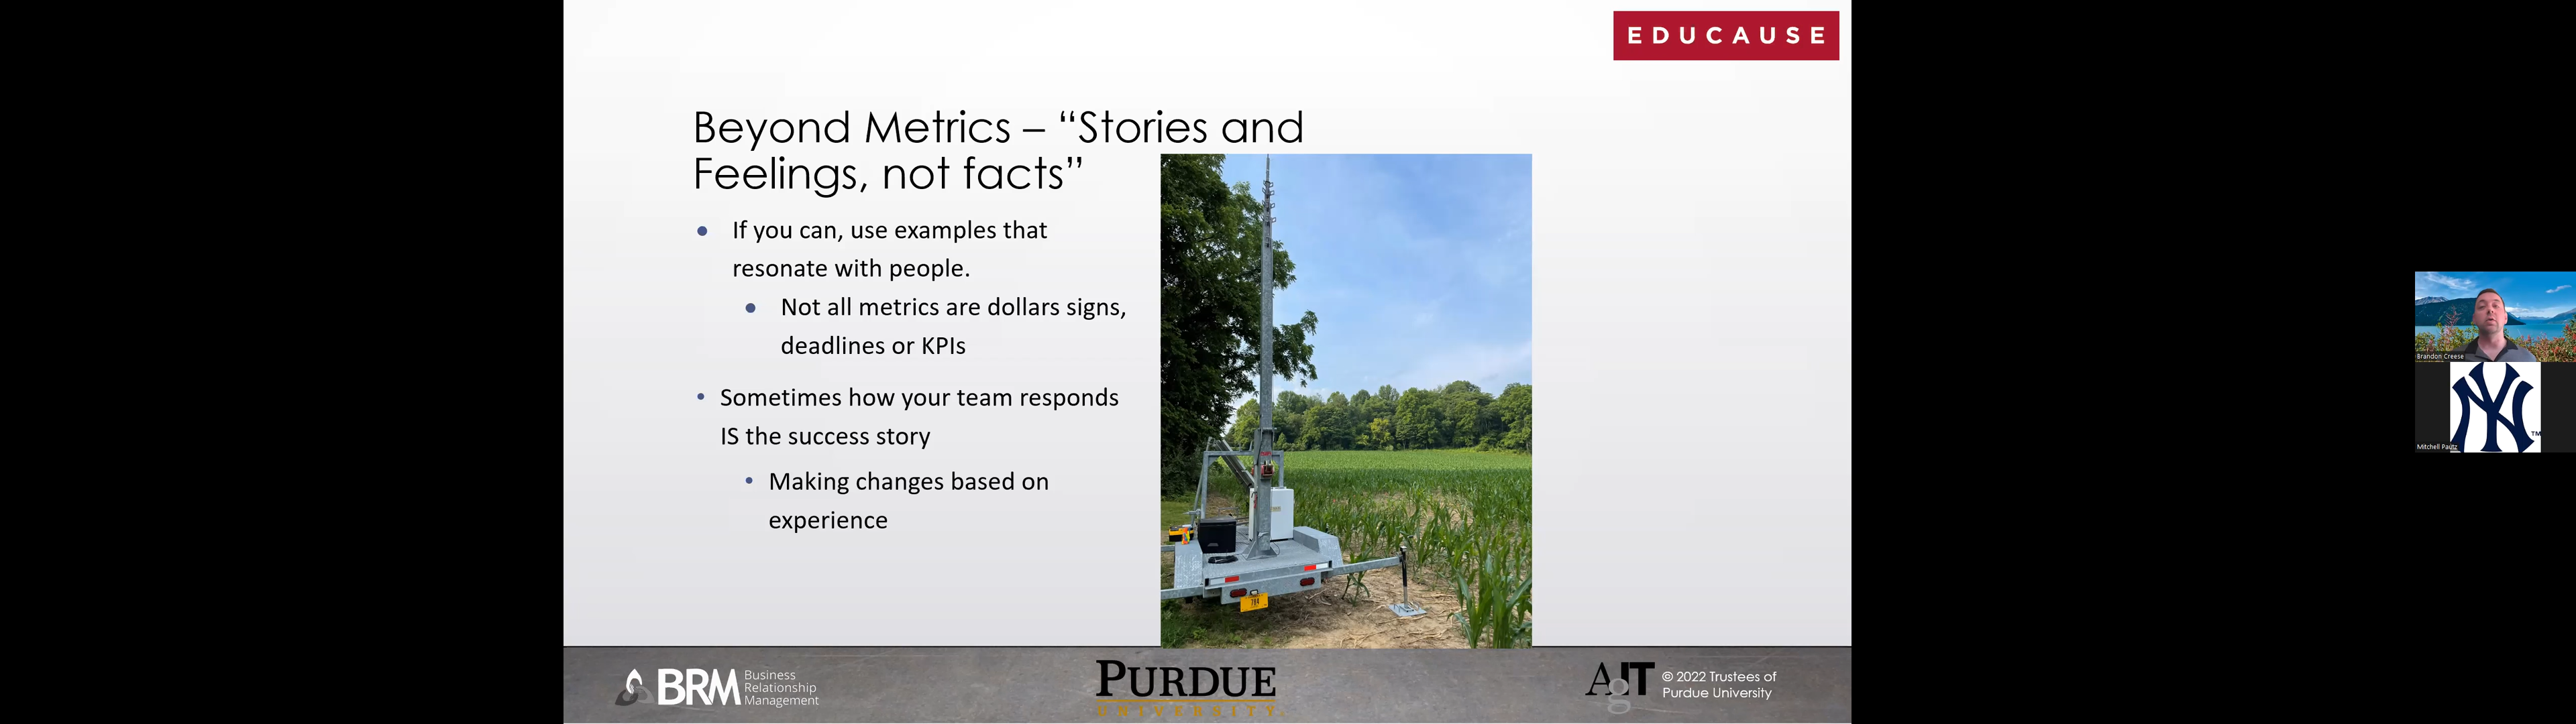 EDUCAUSE
Beyond Metrics – “Stories and
Feelings, not facts”
If you can, use examples that
resonate with people.
Not all metrics are dollars signs,
deadlines or KPIs
Sometimes how your team responds
IS the success story
Making changes based on
experience
BRM Business
Relationship
Management
PURDUE
UNIVERSITY
AgIT
© 2022 Trustees of
Purdue University
Brandon Creese
NY
TM
Mitchell Pautz